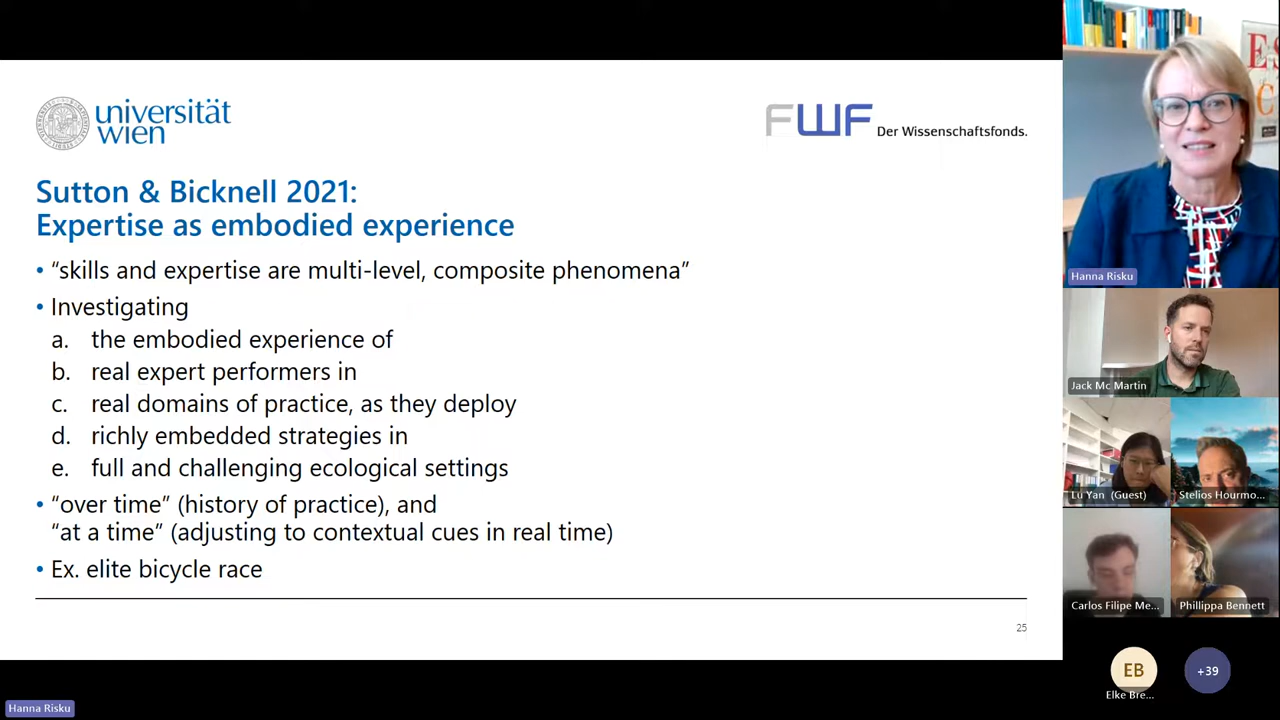 universität
wien
FWF Der Wissenschaftsfonds.
Sutton & Bicknell 2021:
Expertise as embodied experience
• “skills and expertise are multi-level, composite phenomena”
• Investigating
a. the embodied experience of
b. real expert performers in
c. real domains of practice, as they deploy
d. richly embedded strategies in
e. full and challenging ecological settings
• “over time” (history of practice), and
“at a time” (adjusting to contextual cues in real time)
• Ex. elite bicycle race
25
Hanna Risku
Jack Mc Martin
Lu Yan (Guest)
Stelios Hourmo...
Carlos Filipe Me...
Phillippa Bennett
EB
Elke Bre...
+39
Hanna Risku